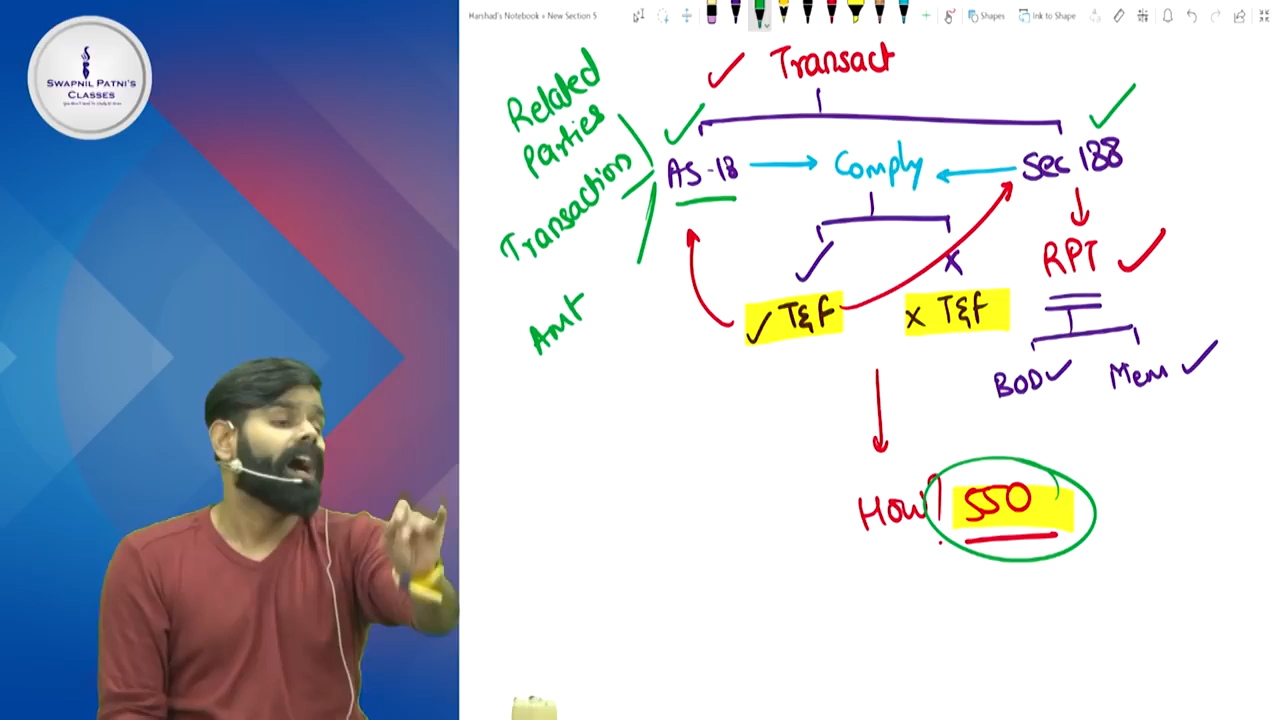 Harshad's Notebook » New Section 5
Shapes
Ink to Shape
SWAPNIL PATNI'S
CLASSES
Transact
Related
Parties
Transaction
AS-18
Comply
Sec 188
RPT
✓ T&F
x T&F
Amt
BOD ✓
Mem ✓
How? 550